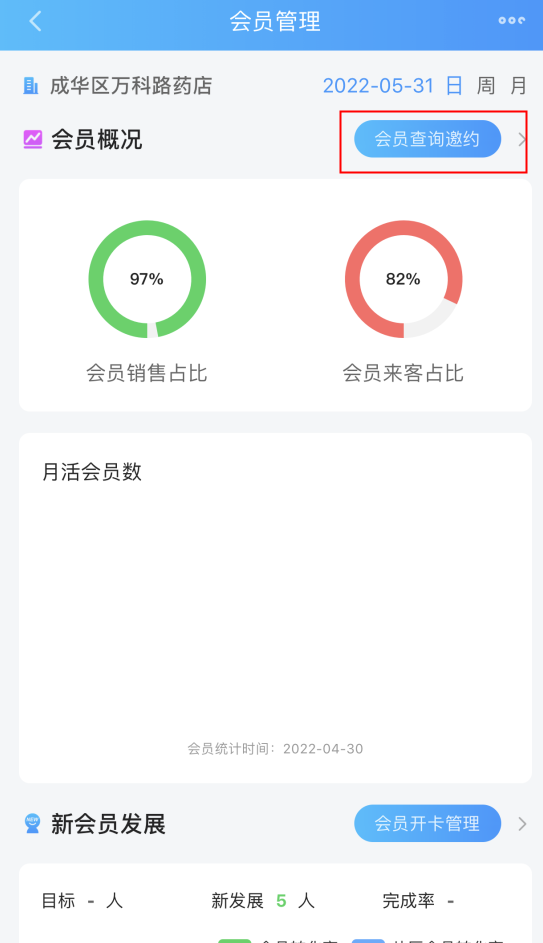 会员管理
成华区万科路药店 2022-05-31 日 周 月
会员概况 会员查询邀约
97% 82%
会员销售占比 会员来客占比
月活会员数
会员统计时间：2022-04-30
NEW 新会员发展 会员开卡管理
目标 - 人 新发展 5 人 完成率 -